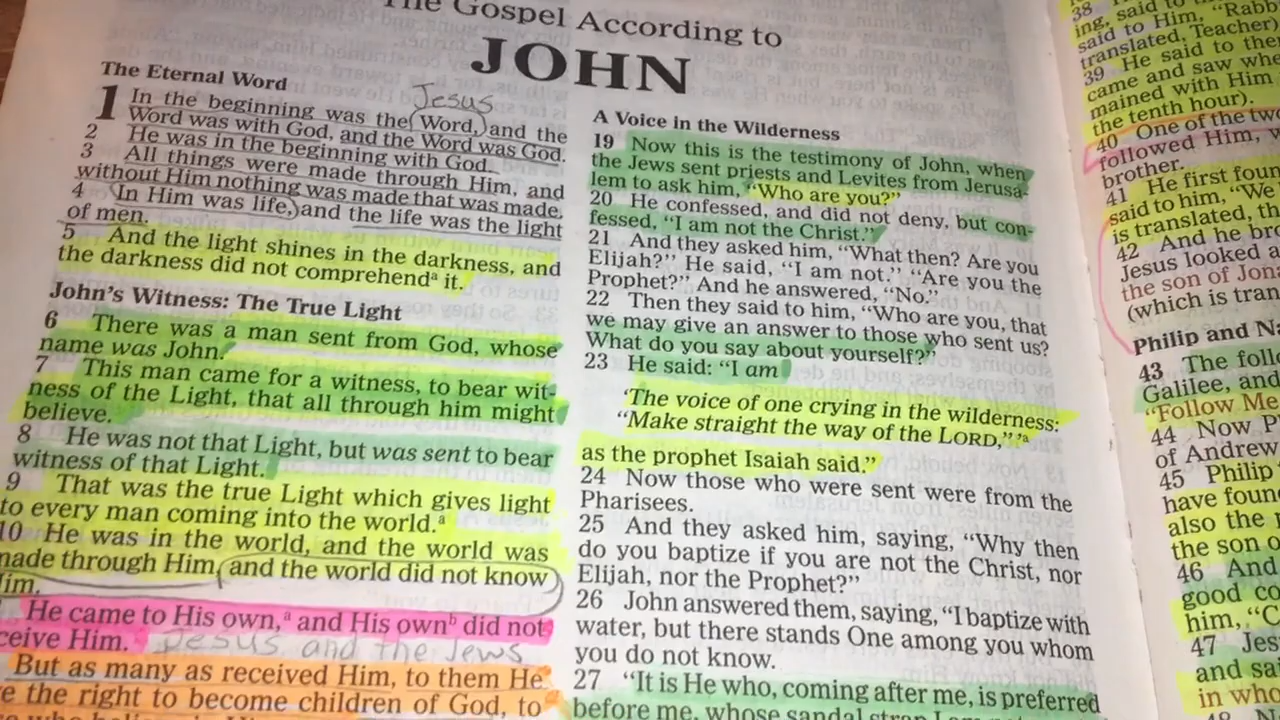 The Gospel According to
JOHN
The Eternal Word
Jesus
1 In the beginning was the Word, and the
Word was with God, and the Word was God.
2 He was in the beginning with God.
3 All things were made through Him, and
without Him nothing was made that was made.
4 In Him was life, and the life was the light
of men.
5 And the light shines in the darkness, and
the darkness did not comprehendᵃ it.
John's Witness: The True Light
6 There was a man sent from God, whose
name was John.
7 This man came for a witness, to bear wit-
ness of the Light, that all through him might
believe.
8 He was not that Light, but was sent to bear
witness of that Light.
9 That was the true Light which gives light
to every man coming into the world.ᵃ
10 He was in the world, and the world was
made through Him, and the world did not know
Him.
He came to His own,ᵃ and His ownᵇ did not
ceive Him. Jesus and the Jews
But as many as received Him, to them He
the right to become children of God, to
A Voice in the Wilderness
19 Now this is the testimony of John, when
the Jews sent priests and Levites from Jerusa-
lem to ask him, "Who are you?"
20 He confessed, and did not deny, but con-
fessed, "I am not the Christ."
21 And they asked him, "What then? Are you
Elijah?" He said, "I am not." "Are you the
Prophet?" And he answered, "No."
22 Then they said to him, "Who are you, that
we may give an answer to those who sent us?
What do you say about yourself?"
23 He said: "I am
'The voice of one crying in the wilderness:
"Make straight the way of the LORD,"'ᵃ
as the prophet Isaiah said."
24 Now those who were sent were from the
Pharisees.
25 And they asked him, saying, "Why then
do you baptize if you are not the Christ, nor
Elijah, nor the Prophet?"
26 John answered them, saying, "I baptize with
water, but there stands One among you whom
you do not know.
27 "It is He who, coming after me, is preferred
before me, whose sandal strap I am
38
ing, said to
said to Him, "Rabb
translated, Teacher)
39 He said to the
came and saw whe
mained with Him
the tenth hour).
40 One of the two
followed Him, w
brother.
41 He first foun
said to him, "We
is translated, th
42 And he bro
Jesus looked a
the son of Jona
(which is tran
Philip and Na
43 The foll
Galilee, and
"Follow Me
44 Now P
of Andrew
45 Philip
have foun
also the
the son o
46 And
good co
him, "C
47 Jes
and sa
in who